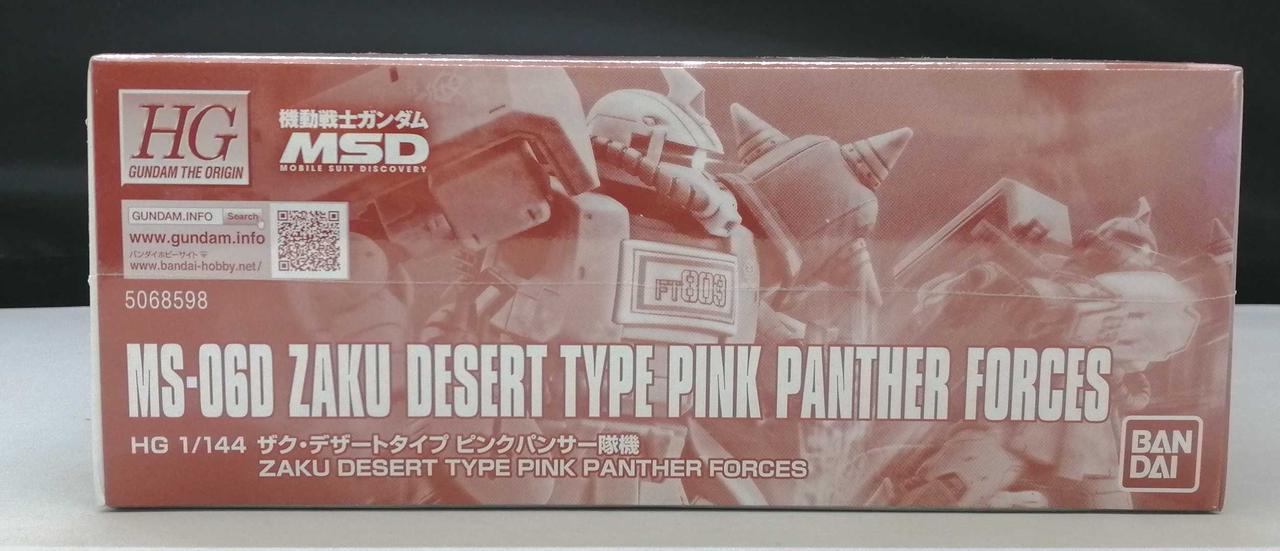 HG
GUNDAM THE ORIGIN
機動戦士ガンダム
MSD
MOBILE SUIT DISCOVERY
GUNDAM.INFO Search
www.gundam.info
バンダイホビーサイト
www.bandai-hobby.net/
5068598
FT809
MS-06D ZAKU DESERT TYPE PINK PANTHER FORCES
HG 1/144 ザク・デザートタイプ ピンクパンサー隊機
ZAKU DESERT TYPE PINK PANTHER FORCES
BAN
DAI